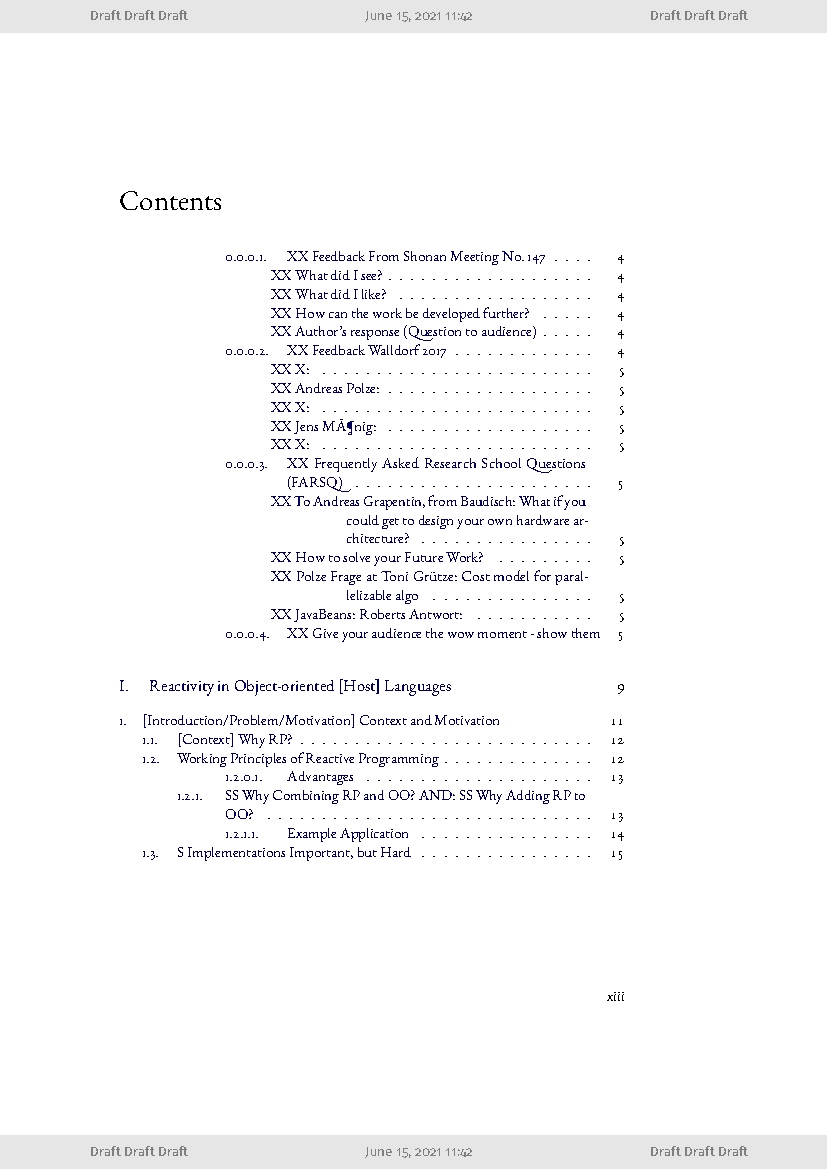 Draft Draft Draft June 15, 2021 11:42 Draft Draft Draft
Contents
0.0.0.1. XX Feedback From Shonan Meeting No. 147 . . . . 4
XX What did I see? . . . . . . . . . . . . . . . . . . . 4
XX What did I like? . . . . . . . . . . . . . . . . . . 4
XX How can the work be developed further? . . . . . 4
XX Author's response (Question to audience) . . . . . 4
0.0.0.2. XX Feedback Walldorf 2017 . . . . . . . . . . . . . 4
XX X: . . . . . . . . . . . . . . . . . . . . . . . . . 5
XX Andreas Polze: . . . . . . . . . . . . . . . . . . . 5
XX X: . . . . . . . . . . . . . . . . . . . . . . . . . 5
XX Jens MÃ¶nig: . . . . . . . . . . . . . . . . . . . 5
XX X: . . . . . . . . . . . . . . . . . . . . . . . . . 5
0.0.0.3. XX Frequently Asked Research School Questions
(FARSQ) . . . . . . . . . . . . . . . . . . . . . . 5
XX To Andreas Grapentin, from Baudisch: What if you
could get to design your own hardware ar-
chitecture? . . . . . . . . . . . . . . . . 5
XX How to solve your Future Work? . . . . . . . . . 5
XX Polze Frage at Toni Grütze: Cost model for paral-
lelizable algo . . . . . . . . . . . . . . . 5
XX JavaBeans: Roberts Antwort: . . . . . . . . . . . 5
0.0.0.4. XX Give your audience the wow moment - show them 5
I. Reactivity in Object-oriented [Host] Languages 9
1. [Introduction/Problem/Motivation] Context and Motivation 11
1.1. [Context] Why RP? . . . . . . . . . . . . . . . . . . . . . . . . . . . 12
1.2. Working Principles of Reactive Programming . . . . . . . . . . . . . . 12
1.2.0.1. Advantages . . . . . . . . . . . . . . . . . . . . . 13
1.2.1. SS Why Combining RP and OO? AND: SS Why Adding RP to
OO? . . . . . . . . . . . . . . . . . . . . . . . . . . . . . . 13
1.2.1.1. Example Application . . . . . . . . . . . . . . . . 14
1.3. S Implementations Important, but Hard . . . . . . . . . . . . . . . . 15
xiii
Draft Draft Draft June 15, 2021 11:42 Draft Draft Draft